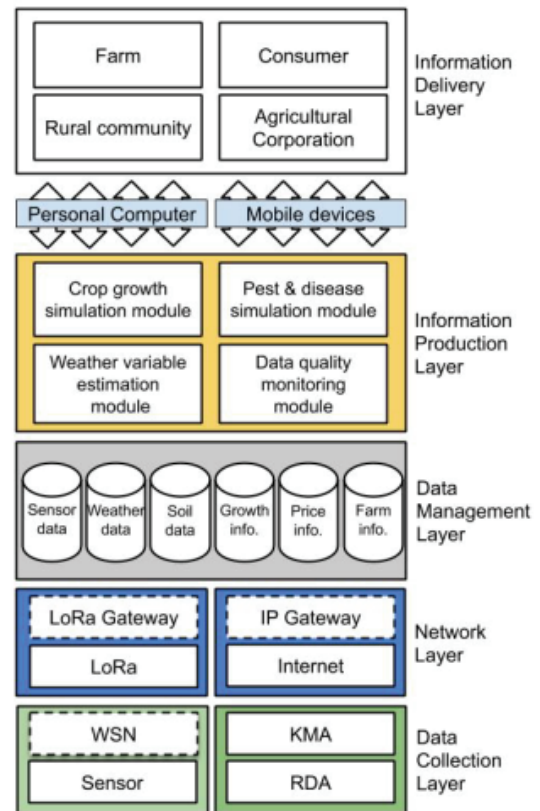 Farm
Consumer
Rural community
Agricultural
Corporation
Information
Delivery
Layer
Personal Computer
Mobile devices
Crop growth
simulation module
Pest & disease
simulation module
Weather variable
estimation
module
Data quality
monitoring
module
Information
Production
Layer
Sensor
data
Weather
data
Soil
data
Growth
info.
Price
info.
Farm
info.
Data
Management
Layer
LoRa Gateway
IP Gateway
LoRa
Internet
Network
Layer
WSN
KMA
Sensor
RDA
Data
Collection
Layer